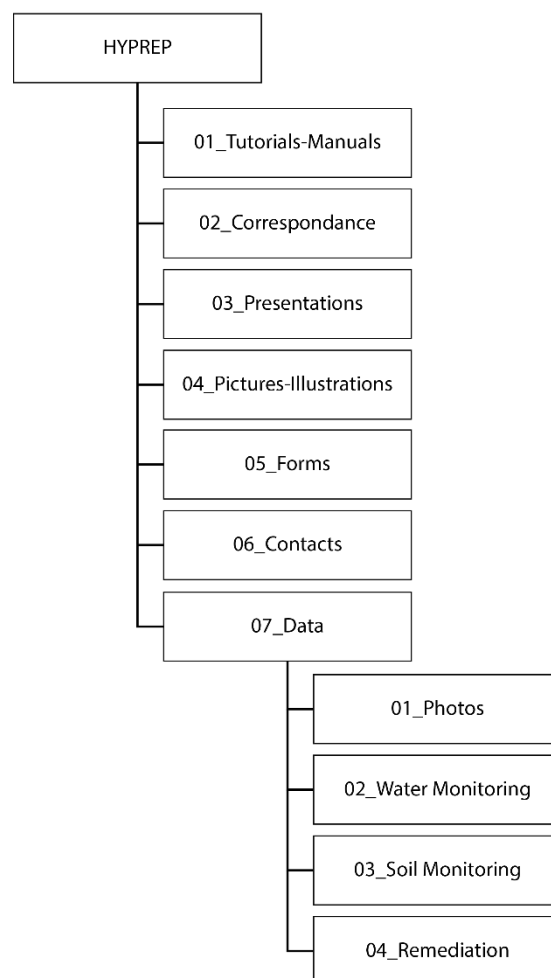 HYPREP
01_Tutorials-Manuals
02_Correspondance
03_Presentations
04_Pictures-Illustrations
05_Forms
06_Contacts
07_Data
01_Photos
02_Water Monitoring
03_Soil Monitoring
04_Remediation